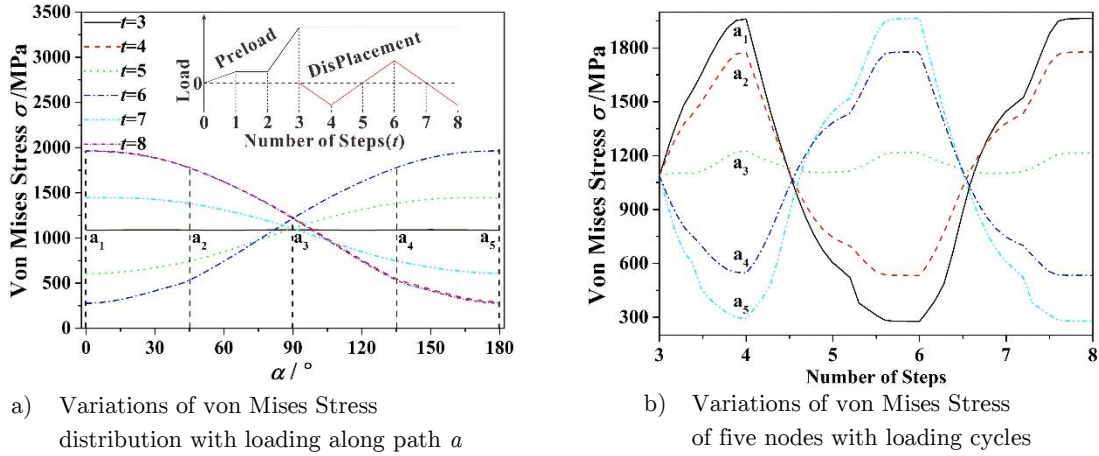 3500
3000
2500
2000
1500
1000
500
0
Von Mises Stress σ /MPa
t=3
t=4
t=5
t=6
t=7
t=8
Load
0
Preload
DisPlacement
0 1 2 3 4 5 6 7 8
Number of Steps(t)
a1 a2 a3 a4 a5
0 30 60 90 120 150 180
α / °
a) Variations of von Mises Stress
distribution with loading along path a
1800
1500
1200
900
600
300
Von Mises Stress σ /MPa
a1
a2
a3
a4
a5
3 4 5 6 7 8
Number of Steps
b) Variations of von Mises Stress
of five nodes with loading cycles